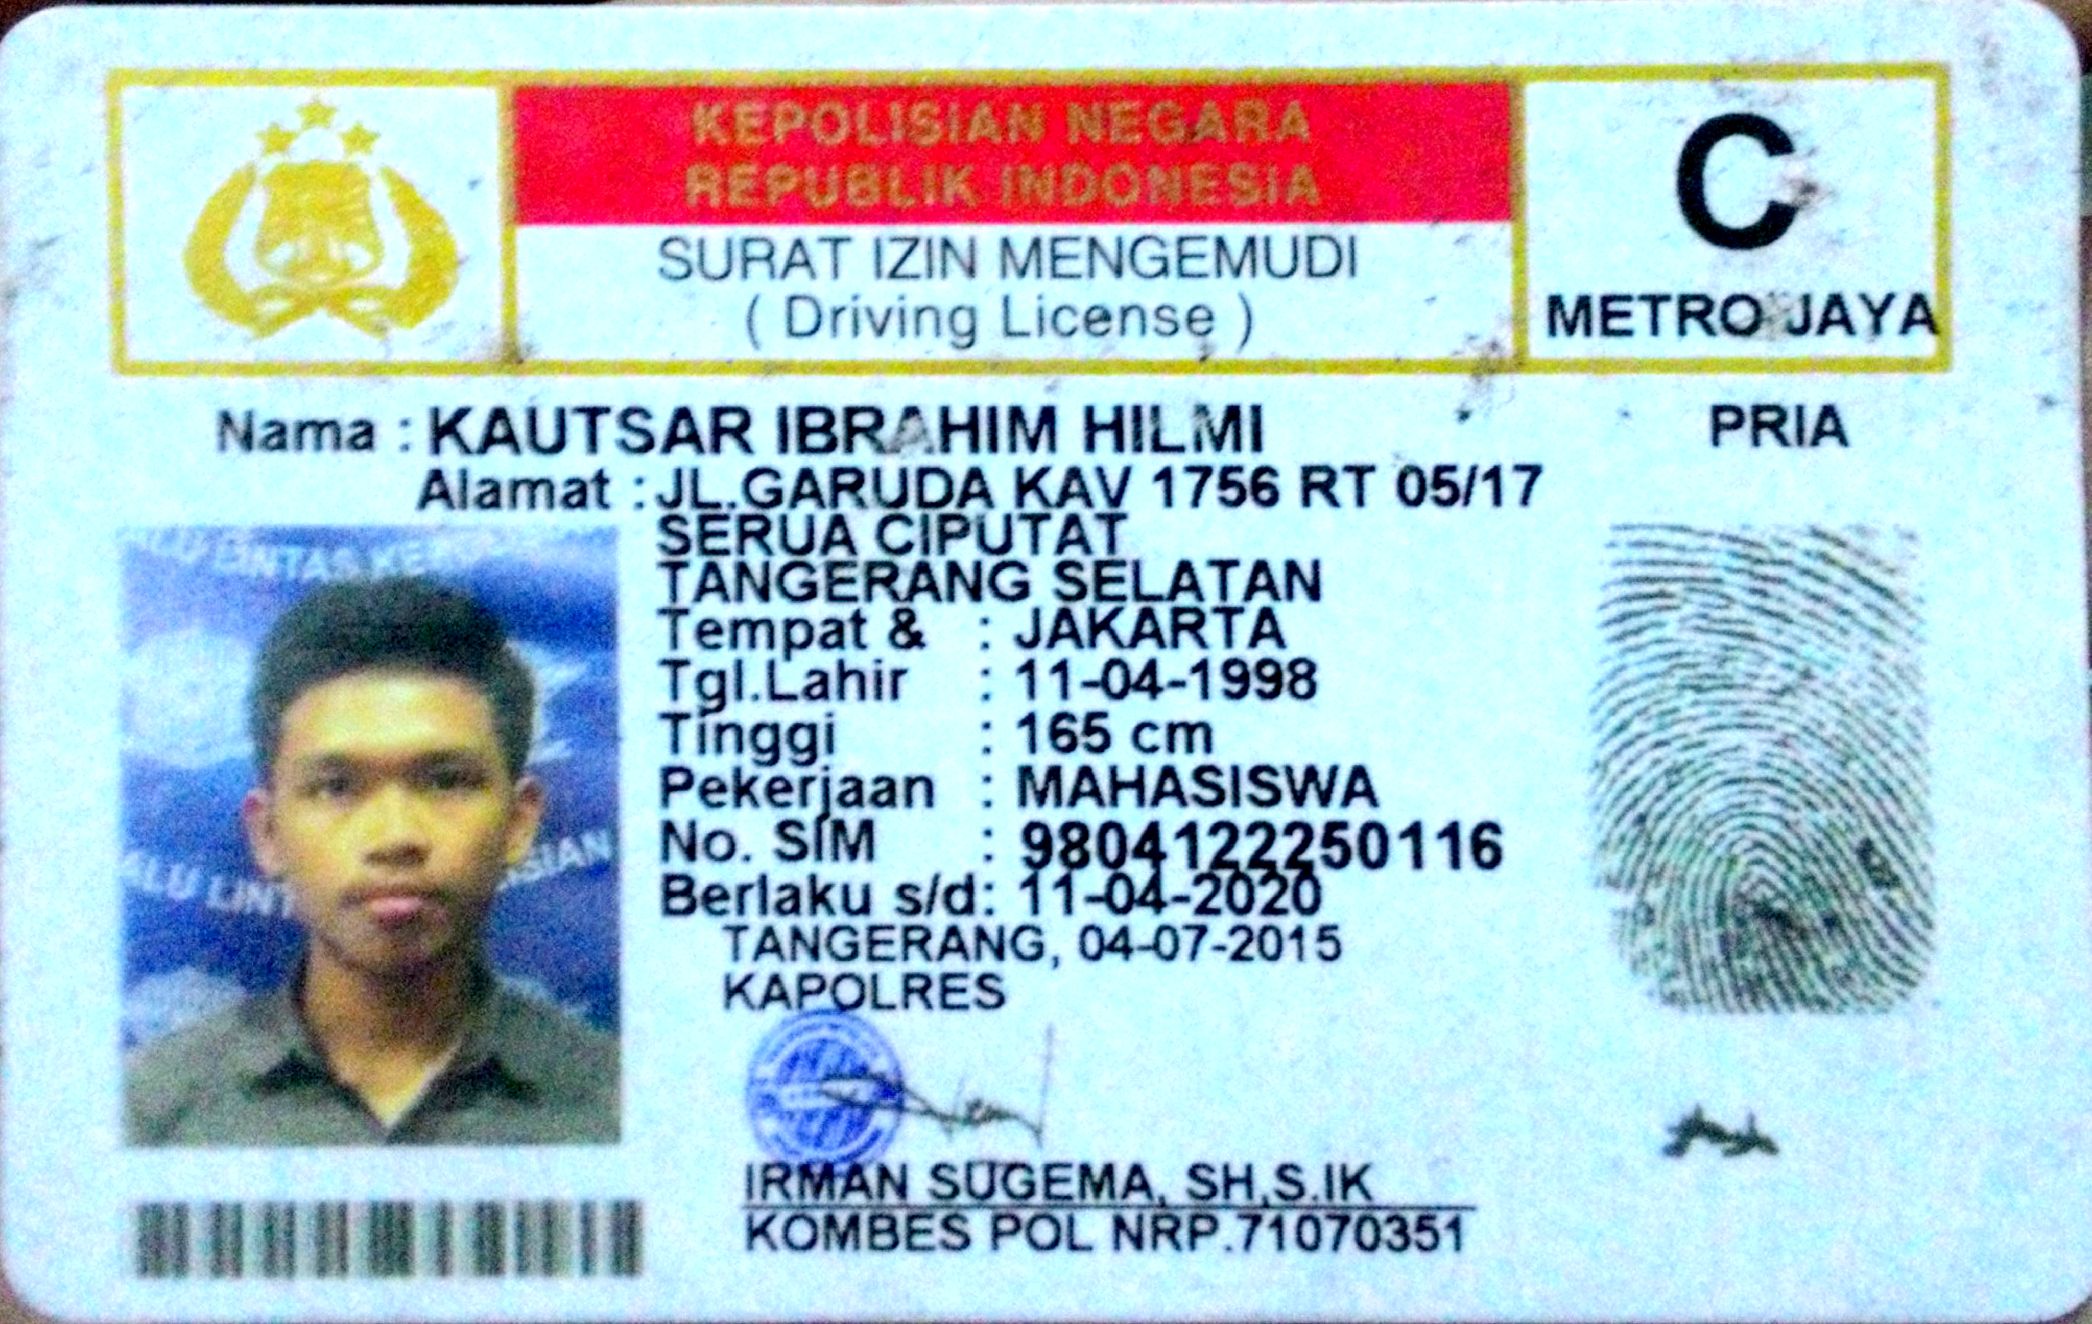 KEPOLISIAN NEGARA
REPUBLIK INDONESIA
SURAT IZIN MENGEMUDI
( Driving License )
C
METRO JAYA
Nama : KAUTSAR IBRAHIM HILMI
PRIA
Alamat : JL.GARUDA KAV 1756 RT 05/17
SERUA CIPUTAT
TANGERANG SELATAN
Tempat & : JAKARTA
Tgl.Lahir : 11-04-1998
Tinggi : 165 cm
Pekerjaan : MAHASISWA
No. SIM : 9804122250116
Berlaku s/d: 11-04-2020
TANGERANG, 04-07-2015
KAPOLRES
IRMAN SUGEMA, SH,S.IK
KOMBES POL NRP.71070351